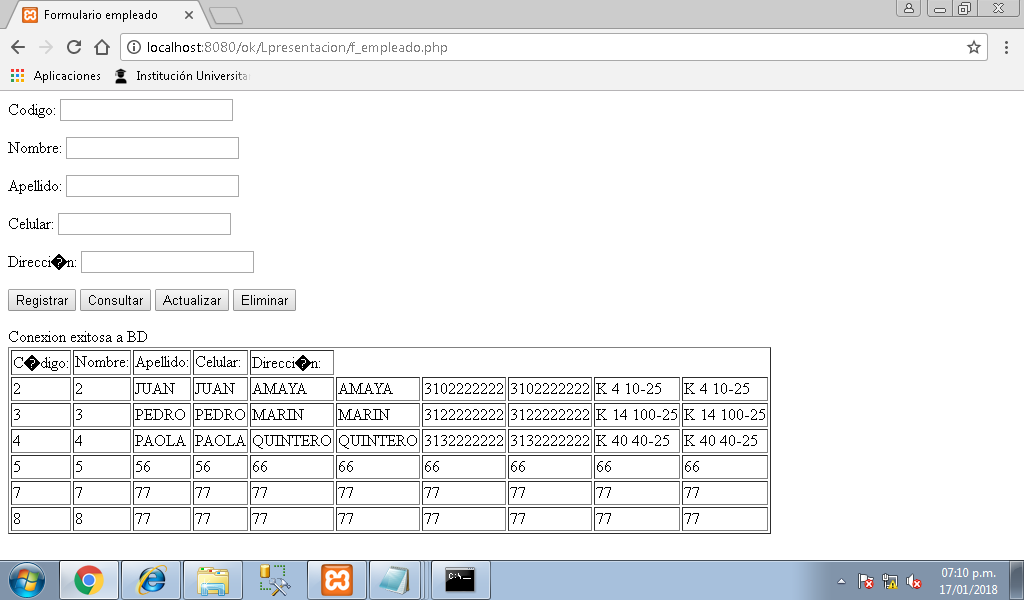 Formulario empleado
localhost:8080/ok/Lpresentacion/f_empleado.php
Aplicaciones Institución Universita
Codigo:
Nombre:
Apellido:
Celular:
Direcci�n:
Registrar Consultar Actualizar Eliminar
Conexion exitosa a BD
C�digo: Nombre: Apellido: Celular: Direcci�n:
2 2 JUAN JUAN AMAYA AMAYA 3102222222 3102222222 K 4 10-25 K 4 10-25
3 3 PEDRO PEDRO MARIN MARIN 3122222222 3122222222 K 14 100-25 K 14 100-25
4 4 PAOLA PAOLA QUINTERO QUINTERO 3132222222 3132222222 K 40 40-25 K 40 40-25
5 5 56 56 66 66 66 66 66 66
7 7 77 77 77 77 77 77 77 77
8 8 77 77 77 77 77 77 77 77
C:\_
07:10 p.m.
17/01/2018